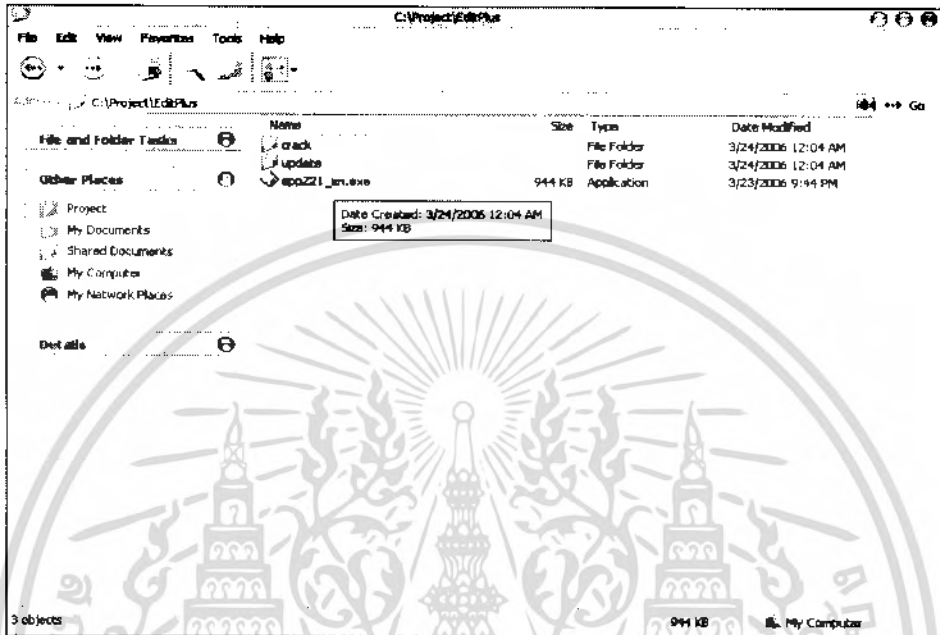 C:\Project\EditPlus
File Edit View Favorites Tools Help
C:\Project\EditPlus Go
File and Folder Tasks
Other Places
Project
My Documents
Shared Documents
My Computer
My Network Places
Details
Name Size Type Date Modified
crack File Folder 3/24/2006 12:04 AM
update File Folder 3/24/2006 12:04 AM
944 KB Application 3/23/2006 9:44 PM
Date Created: 3/24/2006 12:04 AM
Size: 944 KB
3 objects 944 KB My Computer